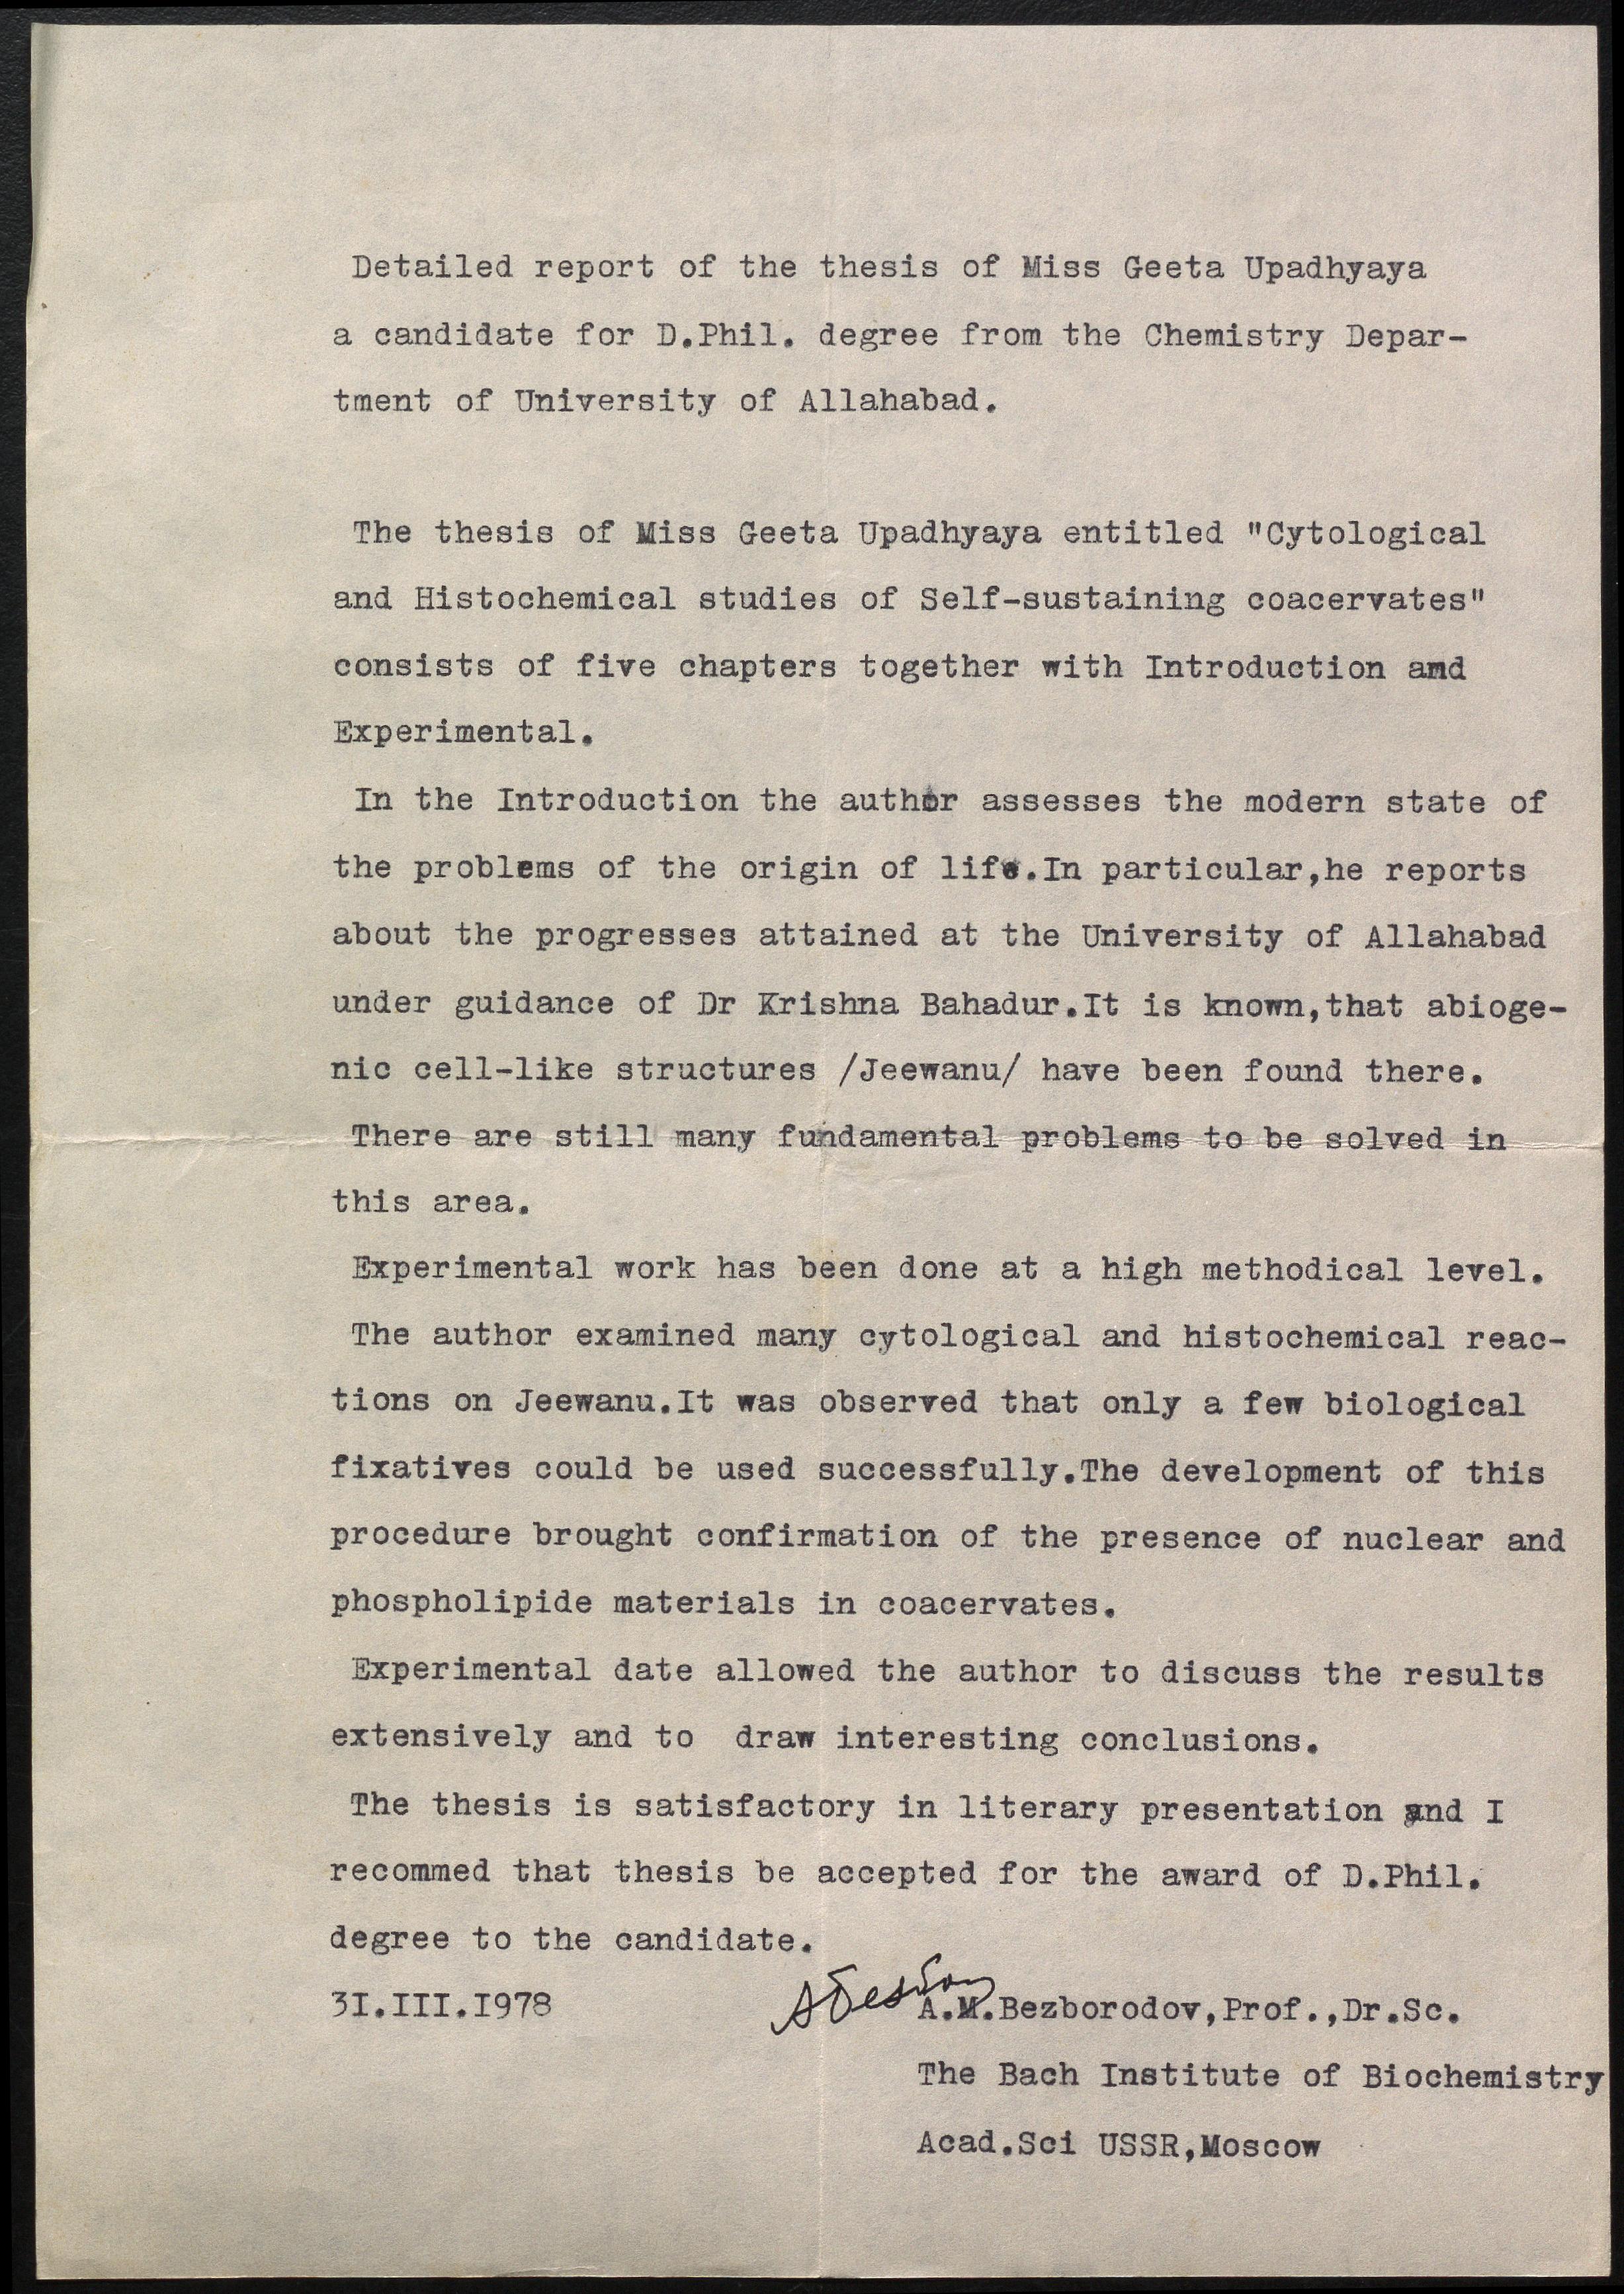 Detailed report of the thesis of Miss Geeta Upadhyaya
a candidate for D.Phil. degree from the Chemistry Depar-
tment of University of Allahabad.
The thesis of Miss Geeta Upadhyaya entitled "Cytological
and Histochemical studies of Self-sustaining coacervates"
consists of five chapters together with Introduction and
Experimental.
In the Introduction the author assesses the modern state of
the problems of the origin of life.In particular,he reports
about the progresses attained at the University of Allahabad
under guidance of Dr Krishna Bahadur.It is known,that abioge-
nic cell-like structures /Jeewanu/ have been found there.
There are still many fundamental problems to be solved in
this area.
Experimental work has been done at a high methodical level.
The author examined many cytological and histochemical reac-
tions on Jeewanu.It was observed that only a few biological
fixatives could be used successfully.The development of this
procedure brought confirmation of the presence of nuclear and
phospholipide materials in coacervates.
Experimental date allowed the author to discuss the results
extensively and to  draw interesting conclusions.
The thesis is satisfactory in literary presentation and I
recommed that thesis be accepted for the award of D.Phil.
degree to the candidate.
3I.III.I978 A.M.Bezborodov,Prof.,Dr.Sc.
The Bach Institute of Biochemistry
Acad.Sci USSR,Moscow